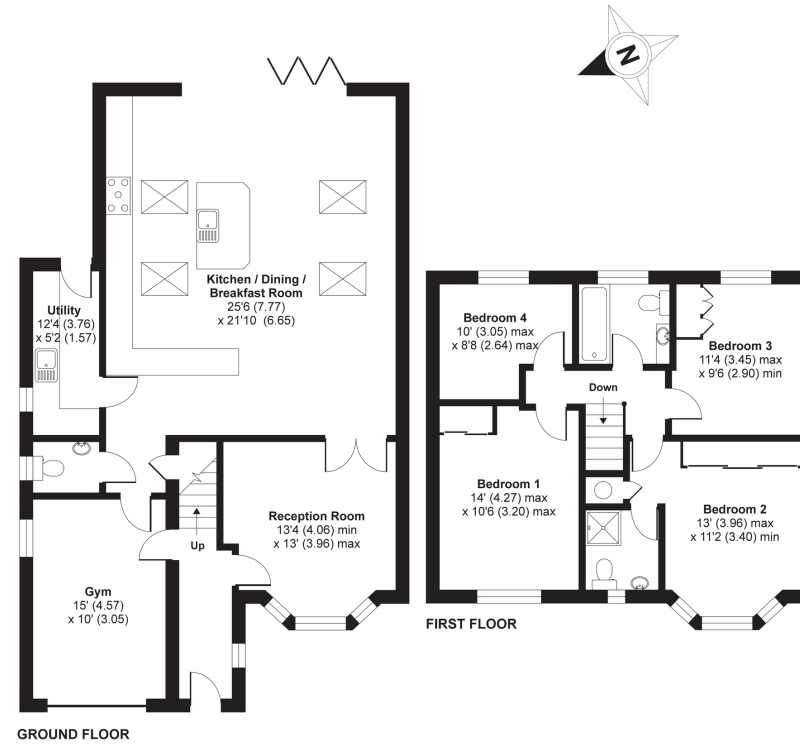 N
Kitchen / Dining /
Breakfast Room
25'6 (7.77)
x 21'10 (6.65)
Utility
12'4 (3.76)
x 5'2 (1.57)
Reception Room
13'4 (4.06) min
x 13' (3.96) max
Up
Gym
15' (4.57)
x 10' (3.05)
GROUND FLOOR
Bedroom 4
10' (3.05) max
x 8'8 (2.64) max
Bedroom 3
11'4 (3.45) max
x 9'6 (2.90) min
Down
Bedroom 1
14' (4.27) max
x 10'6 (3.20) max
Bedroom 2
13' (3.96) max
x 11'2 (3.40) min
FIRST FLOOR